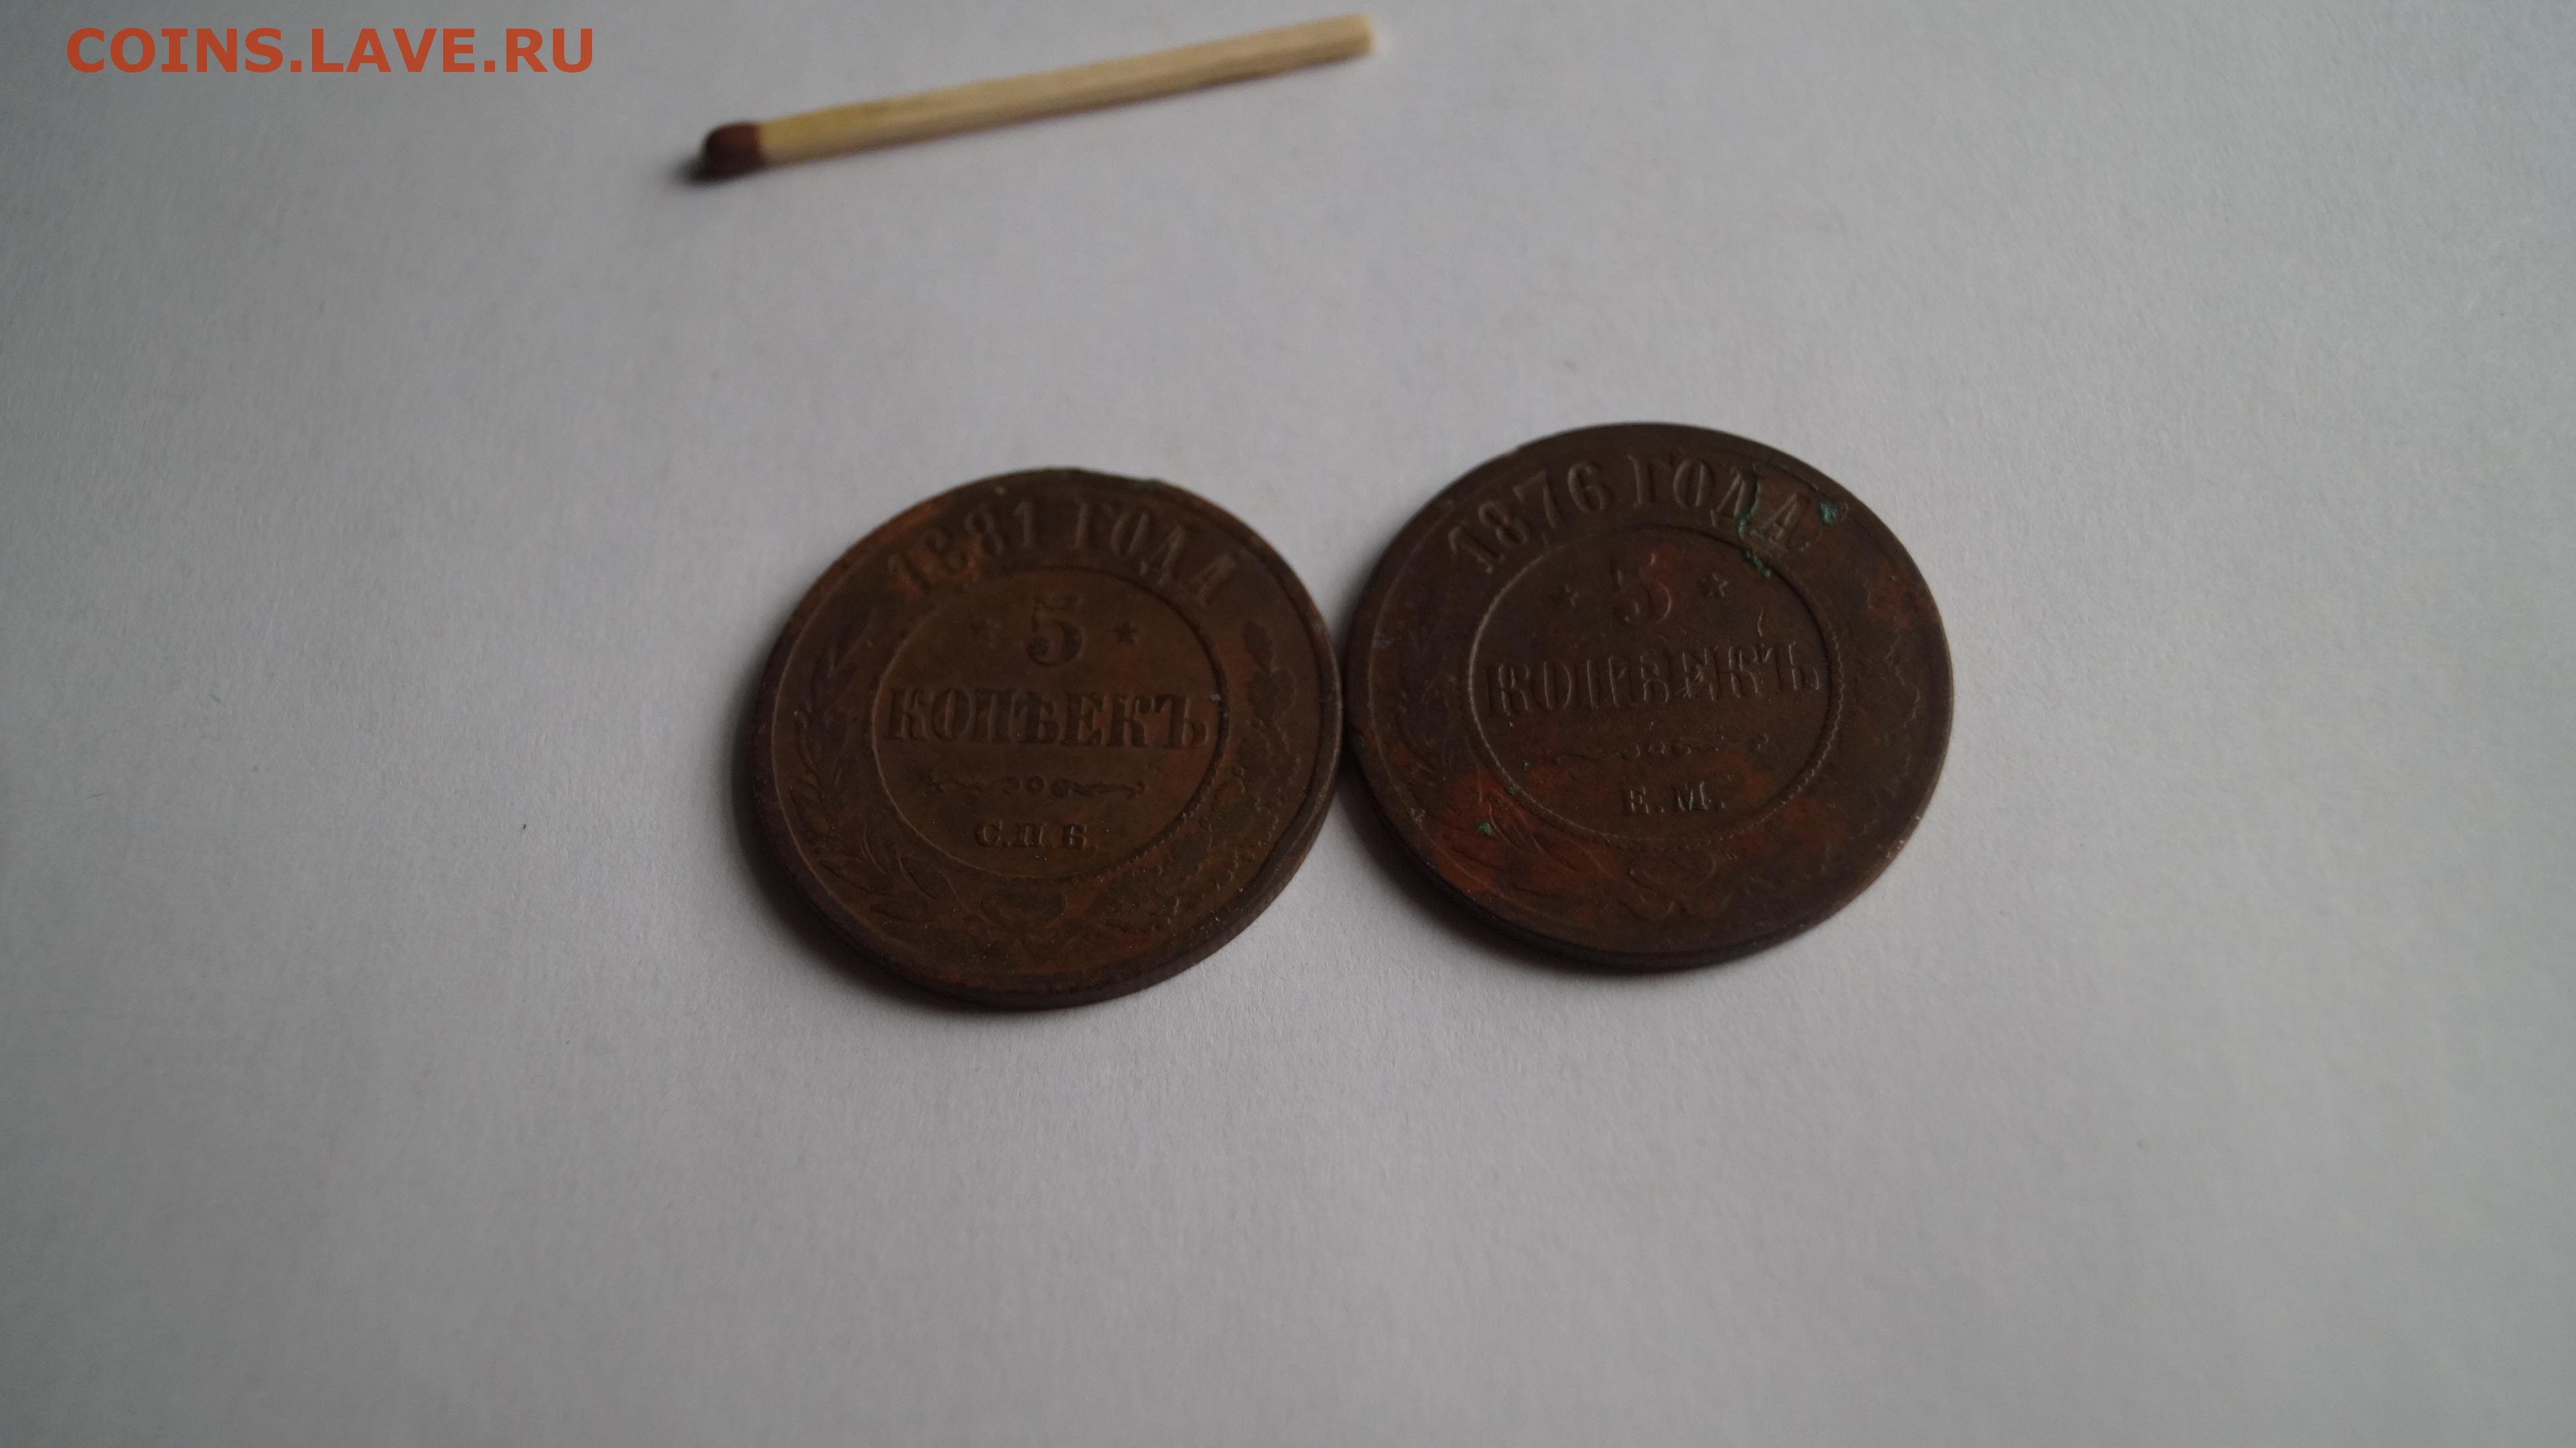 COINS.LAVE.RU
1881 ГОДА
5
КОПѢЕКЪ
С.П.Б.
1876 ГОДА
5
КОПѢЕКЪ
Е.М.